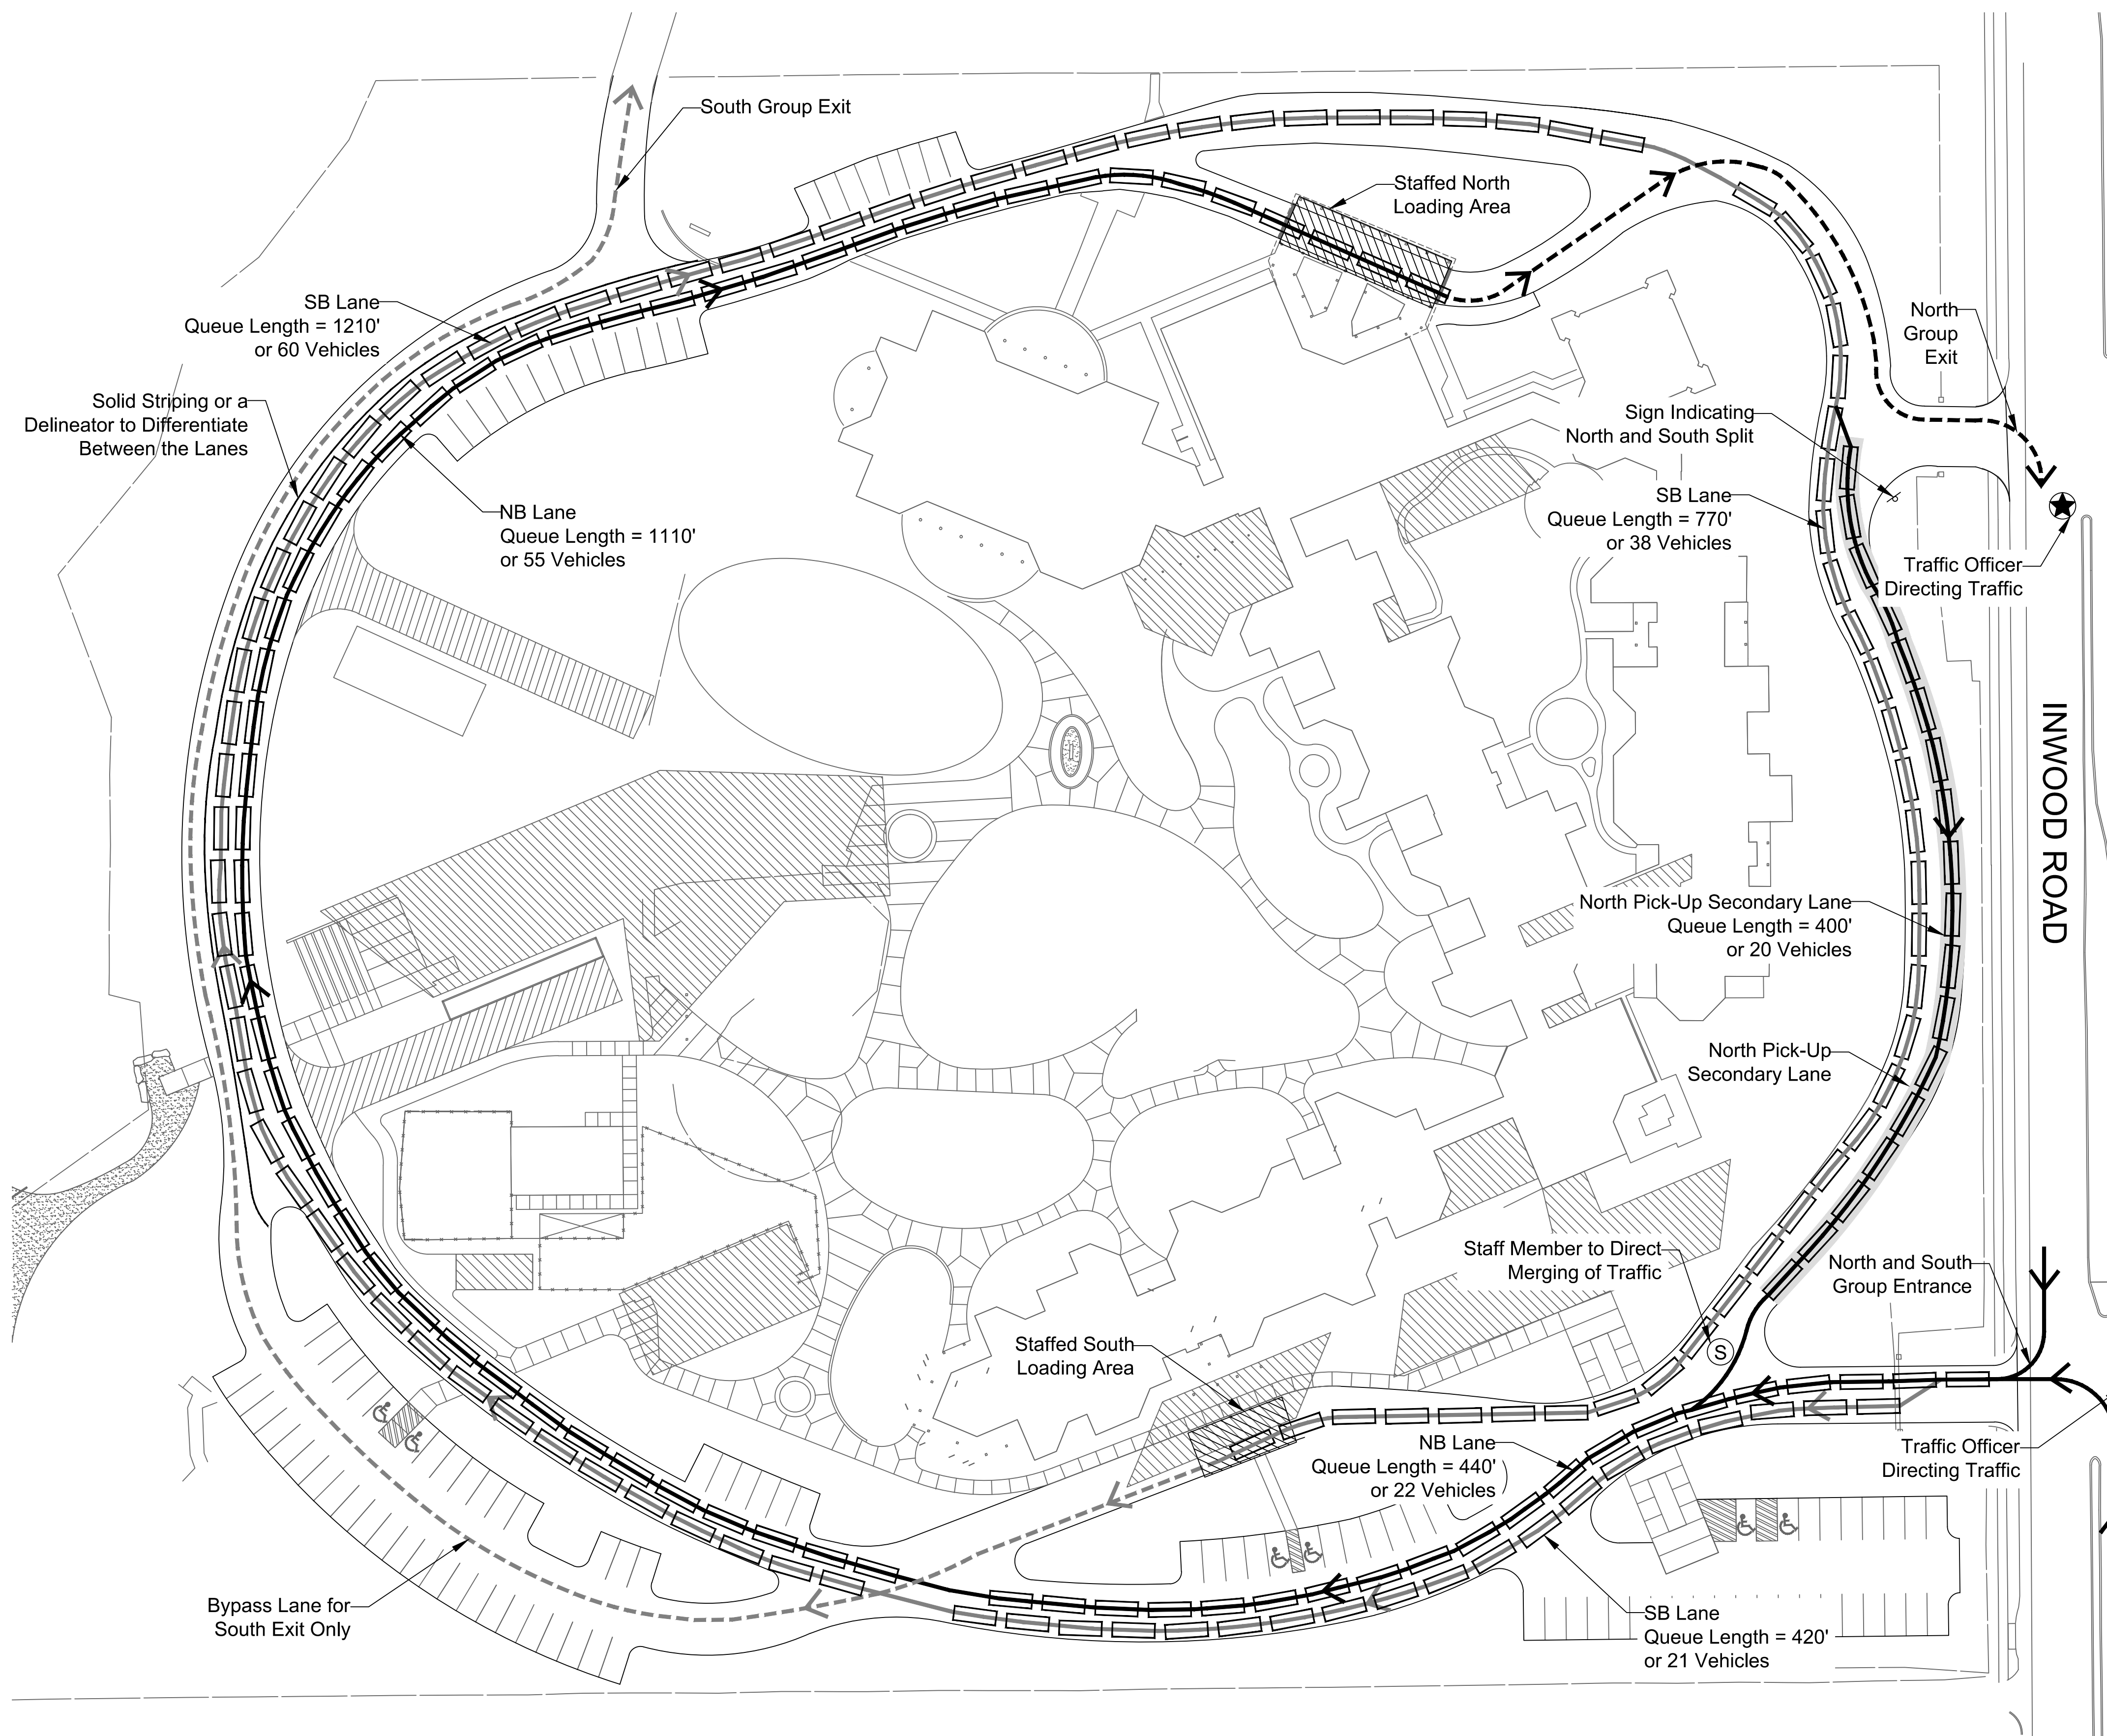 South Group Exit
Staffed North
Loading Area
SB Lane
Queue Length = 1210'
or 60 Vehicles
North
Group
Exit
Solid Striping or a
Delineator to Differentiate
Between the Lanes
Sign Indicating
North and South Split
NB Lane
Queue Length = 1110'
or 55 Vehicles
SB Lane
Queue Length = 770'
or 38 Vehicles
Traffic Officer
Directing Traffic
INWOOD ROAD
North Pick-Up Secondary Lane
Queue Length = 400'
or 20 Vehicles
North Pick-Up
Secondary Lane
Staff Member to Direct
Merging of Traffic
North and South
Group Entrance
S
Staffed South
Loading Area
NB Lane
Queue Length = 440'
or 22 Vehicles
Traffic Officer
Directing Traffic
Bypass Lane for
South Exit Only
SB Lane
Queue Length = 420'
or 21 Vehicles